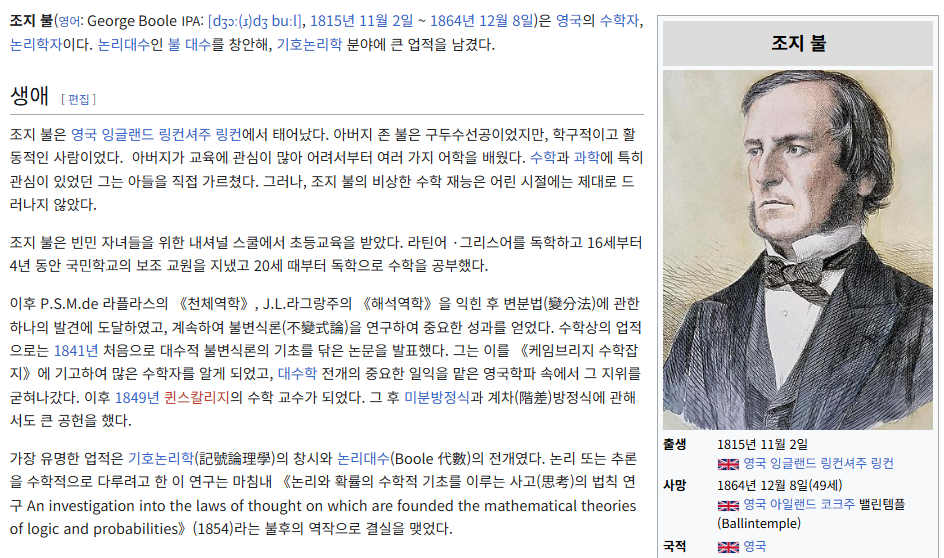 조지 불(영어: George Boole IPA: [dʒɔː(ɹ)dʒ buːl], 1815년 11월 2일 ~ 1864년 12월 8일)은 영국의 수학자,
논리학자이다. 논리대수인 불 대수를 창안해, 기호논리학 분야에 큰 업적을 남겼다.
생애 [ 편집 ]
조지 불은 영국 잉글랜드 링컨셔주 링컨에서 태어났다. 아버지 존 불은 구두수선공이었지만, 학구적이고 활
동적인 사람이었다. 아버지가 교육에 관심이 많아 어려서부터 여러 가지 어학을 배웠다. 수학과 과학에 특히
관심이 있었던 그는 아들을 직접 가르쳤다. 그러나, 조지 불의 비상한 수학 재능은 어린 시절에는 제대로 드
러나지 않았다.
조지 불은 빈민 자녀들을 위한 내셔널 스쿨에서 초등교육을 받았다. 라틴어 ·그리스어를 독학하고 16세부터
4년 동안 국민학교의 보조 교원을 지냈고 20세 때부터 독학으로 수학을 공부했다.
이후 P.S.M.de 라플라스의 《천체역학》, J.L.라그랑주의 《해석역학》을 익힌 후 변분법(變分法)에 관한
하나의 발견에 도달하였고, 계속하여 불변식론(不變式論)을 연구하여 중요한 성과를 얻었다. 수학상의 업적
으로는 1841년 처음으로 대수적 불변식론의 기초를 닦은 논문을 발표했다. 그는 이를 《케임브리지 수학잡
지》에 기고하여 많은 수학자를 알게 되었고, 대수학 전개의 중요한 일익을 맡은 영국학파 속에서 그 지위를
굳혀나갔다. 이후 1849년 퀸스칼리지의 수학 교수가 되었다. 그 후 미분방정식과 계차(階差)방정식에 관해
서도 큰 공헌을 했다.
가장 유명한 업적은 기호논리학(記號論理學)의 창시와 논리대수(Boole 代數)의 전개였다. 논리 또는 추론
을 수학적으로 다루려고 한 이 연구는 마침내 《논리와 확률의 수학적 기초를 이루는 사고(思考)의 법칙 연
구 An investigation into the laws of thought on which are founded the mathematical theories
of logic and probabilities》(1854)라는 불후의 역작으로 결실을 맺었다.
조지 불
출생 1815년 11월 2일
영국 잉글랜드 링컨셔주 링컨
사망 1864년 12월 8일(49세)
영국 아일랜드 코크주 밸린템플
(Ballintemple)
국적 영국